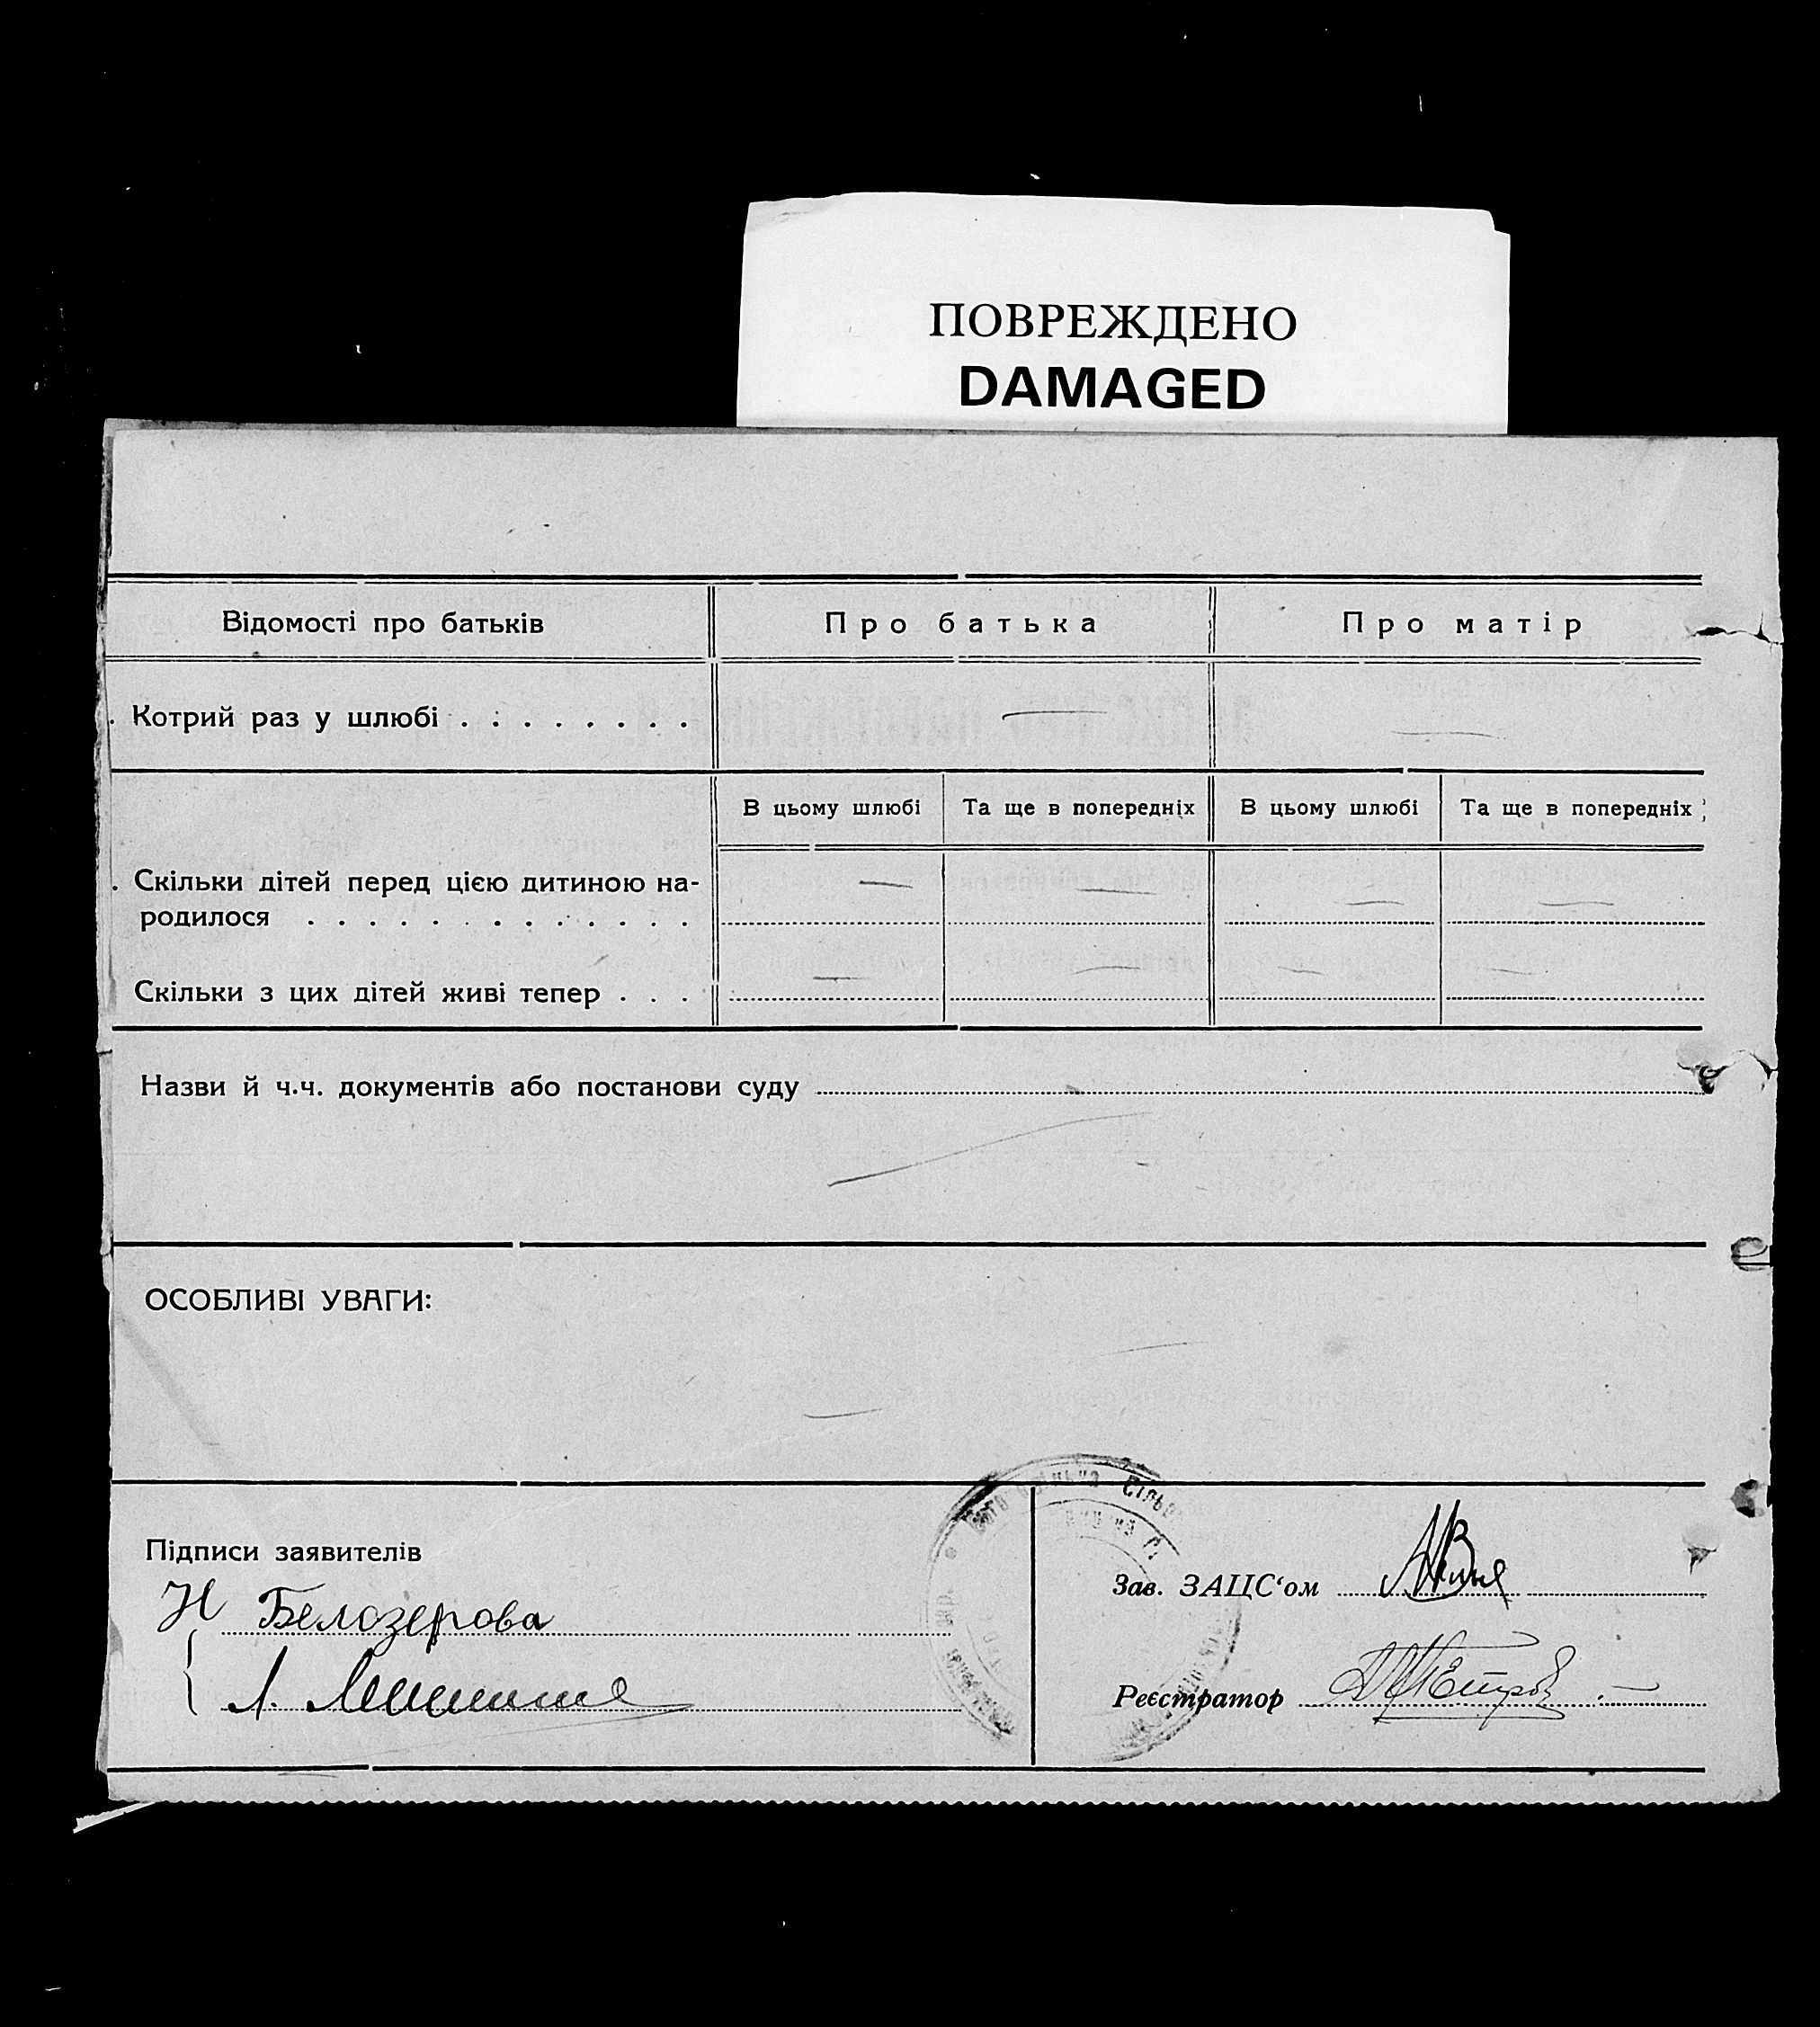 ПОВРЕЖДЕНО
DAMAGED
Відомості про батьків
Про батька
Про матір
. Котрий раз у шлюбі . . . . . . . .
В цьому шлюбі
Та ще в попередніх
В цьому шлюбі
Та ще в попередніх
. Скільки дітей перед цією дитиною на-
родилося . . . . . . . . . . . . .
Скільки з цих дітей живі тепер . . .
Назви й ч.ч. документів або постанови суду
ОСОБЛИВІ УВАГИ:
Підписи заявителів
Н Белозерова
Л.
Зав. ЗАЦС‘ом
Реєстратор